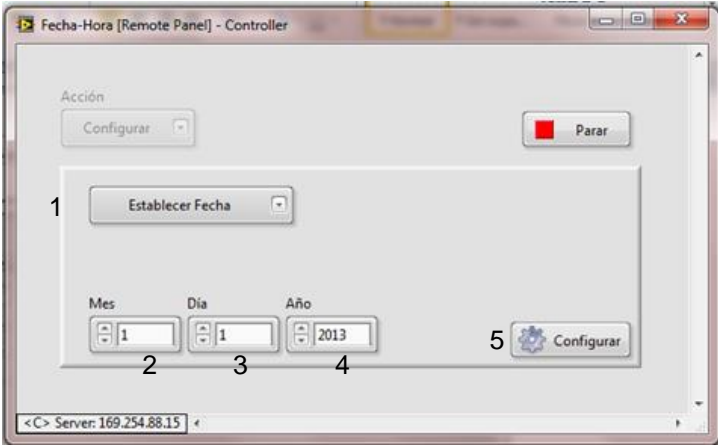 Fecha-Hora [Remote Panel] - Controller
Acción
Configurar
Parar
1
Establecer Fecha
Mes Día Año
1 1 2013
2 3 4
5
Configurar
<C> Server: 169.254.88.15